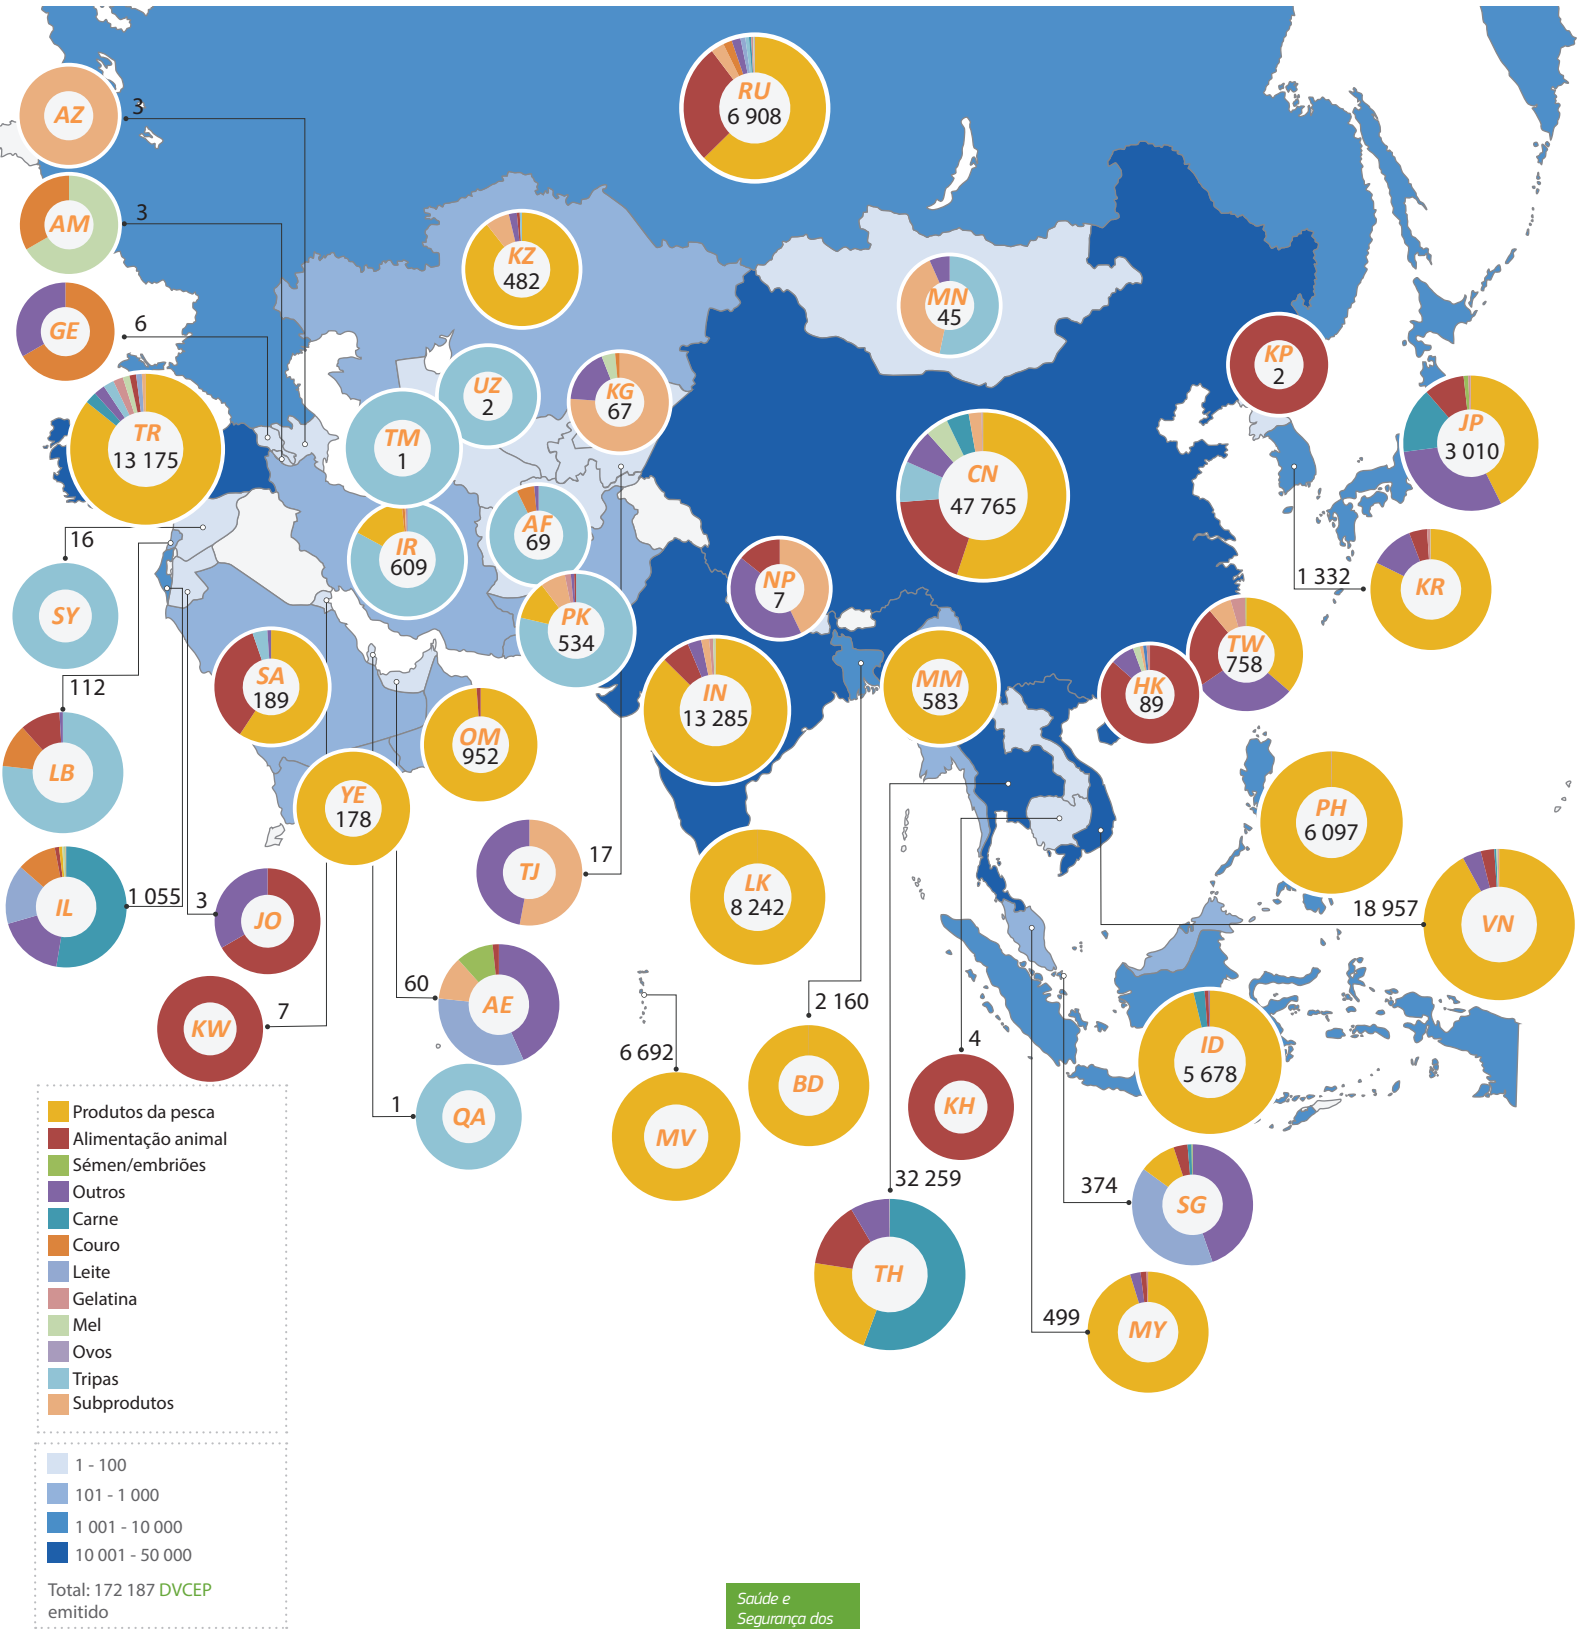 RU
6 908
AZ
3
AM
3
GE
6
KZ
482
MN
45
KP
2
UZ
2
KG
67
TM
1
TR
13 175
JP
3 010
CN
47 765
AF
69
IR
609
16
SY
NP
7
1 332
KR
PK
534
TW
758
HK
89
SA
189
112
LB
IN
13 285
MM
583
OM
952
YE
178
PH
6 097
TJ
17
LK
8 242
IL
1 055
3
JO
18 957
VN
60
AE
KW
7
2 160
BD
6 692
MV
4
KH
ID
5 678
1
QA
32 259
TH
374
SG
499
MY
Produtos da pesca
Alimentação animal
Sémen/embriões
Outros
Carne
Couro
Leite
Gelatina
Mel
Ovos
Tripas
Subprodutos
1 - 100
101 - 1 000
1 001 - 10 000
10 001 - 50 000
Total: 172 187 DVCEP
emitido
Saúde e
Segurança dos